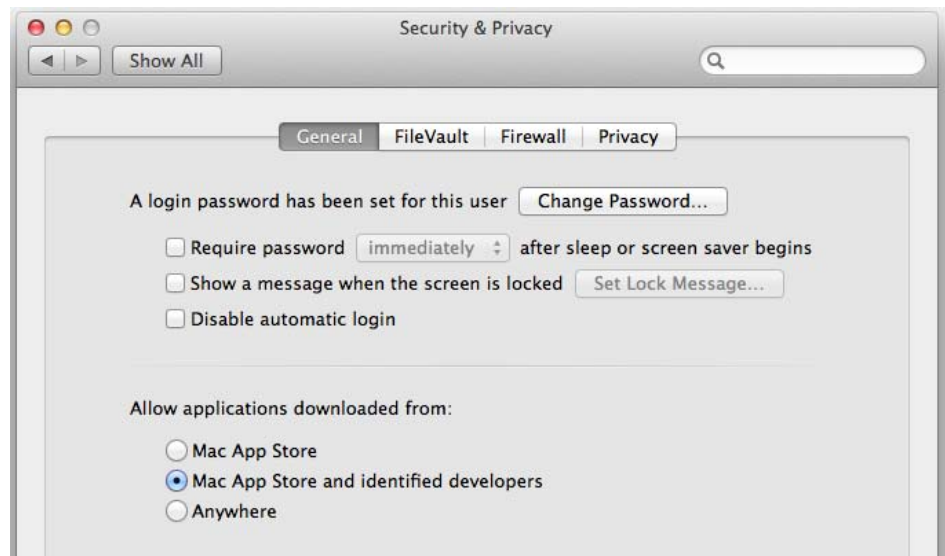 Security & Privacy
Show All
General FileVault Firewall Privacy
A login password has been set for this user Change Password...
Require password immediately after sleep or screen saver begins
Show a message when the screen is locked Set Lock Message...
Disable automatic login
Allow applications downloaded from:
Mac App Store
Mac App Store and identified developers
Anywhere